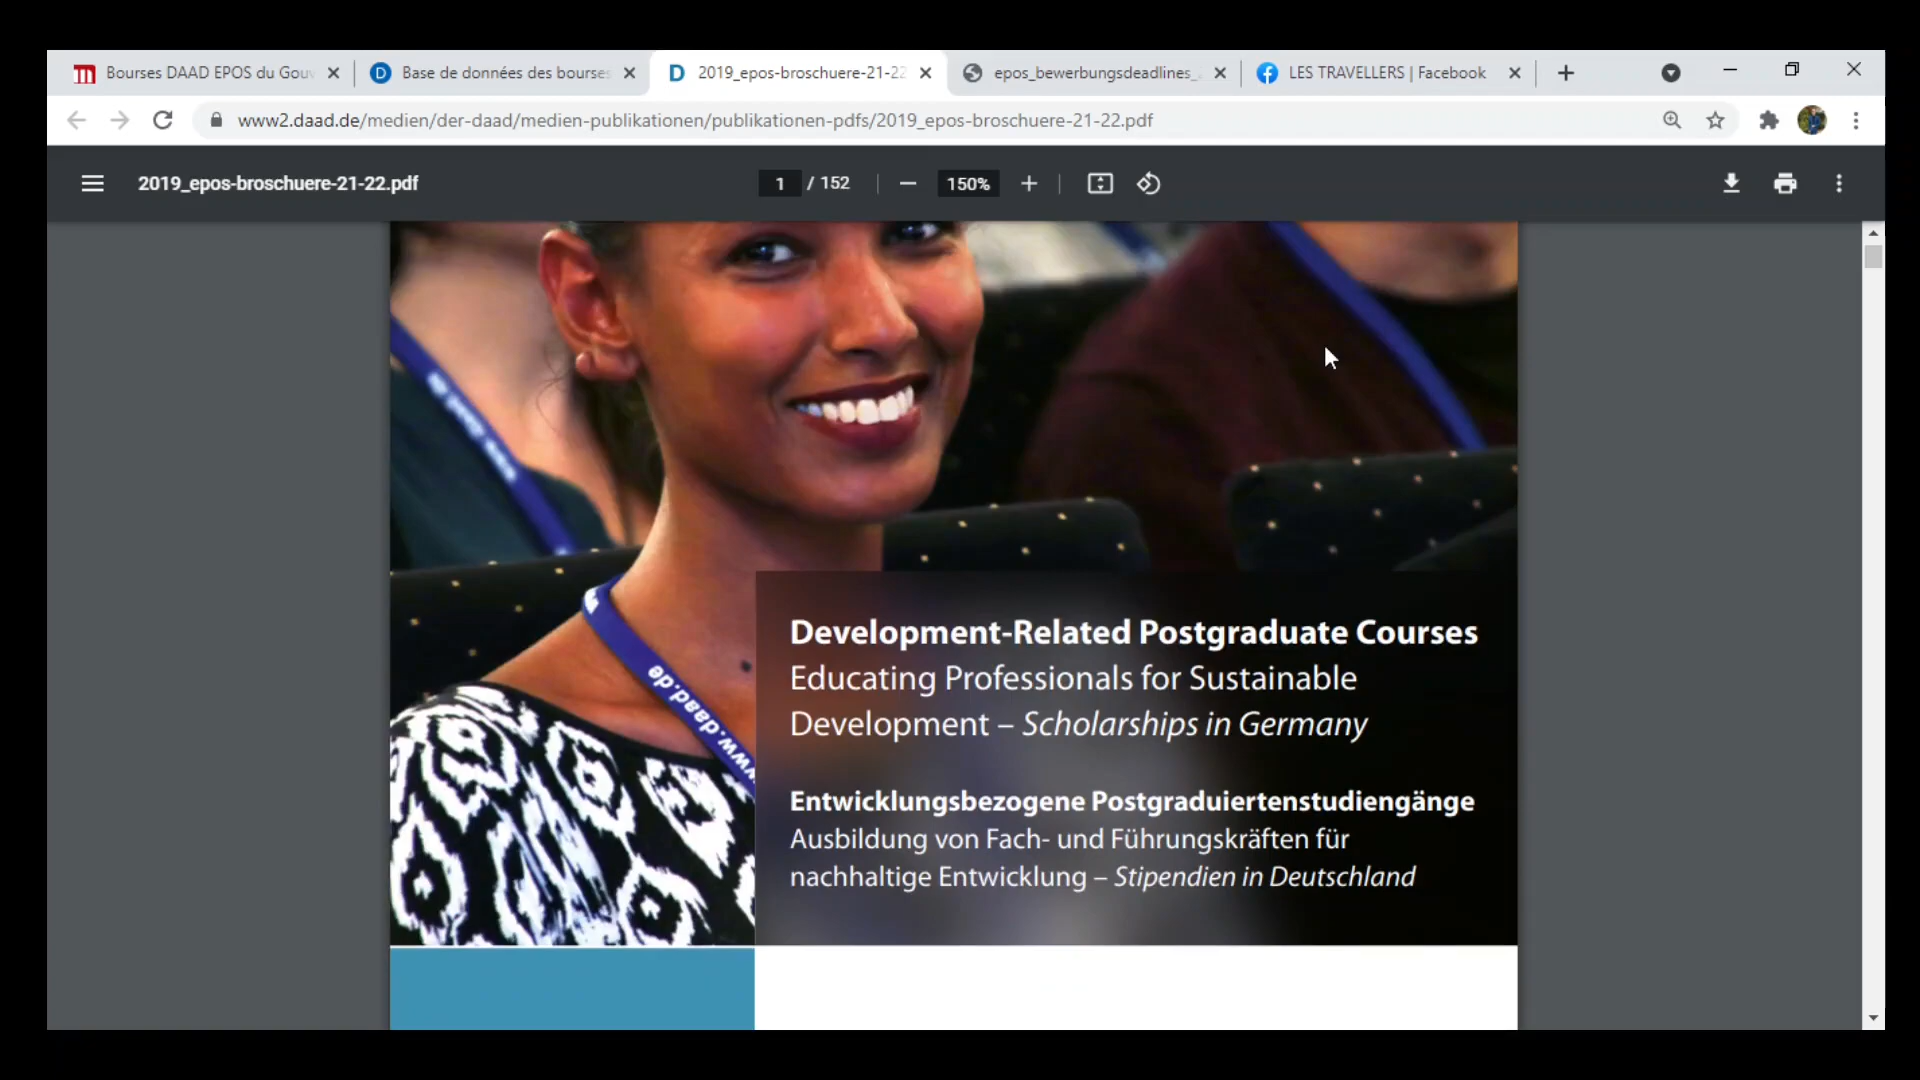 Bourses DAAD EPOS du Gouv
Base de données des bourses
2019_epos-broschuere-21-22
epos_bewerbungsdeadlines_
LES TRAVELLERS | Facebook
www2.daad.de/medien/der-daad/medien-publikationen/publikationen-pdfs/2019_epos-broschuere-21-22.pdf
2019_epos-broschuere-21-22.pdf
1 / 152
150%
www.daad.de
Development-Related Postgraduate Courses
Educating Professionals for Sustainable
Development – Scholarships in Germany
Entwicklungsbezogene Postgraduiertenstudiengänge
Ausbildung von Fach- und Führungskräften für
nachhaltige Entwicklung – Stipendien in Deutschland